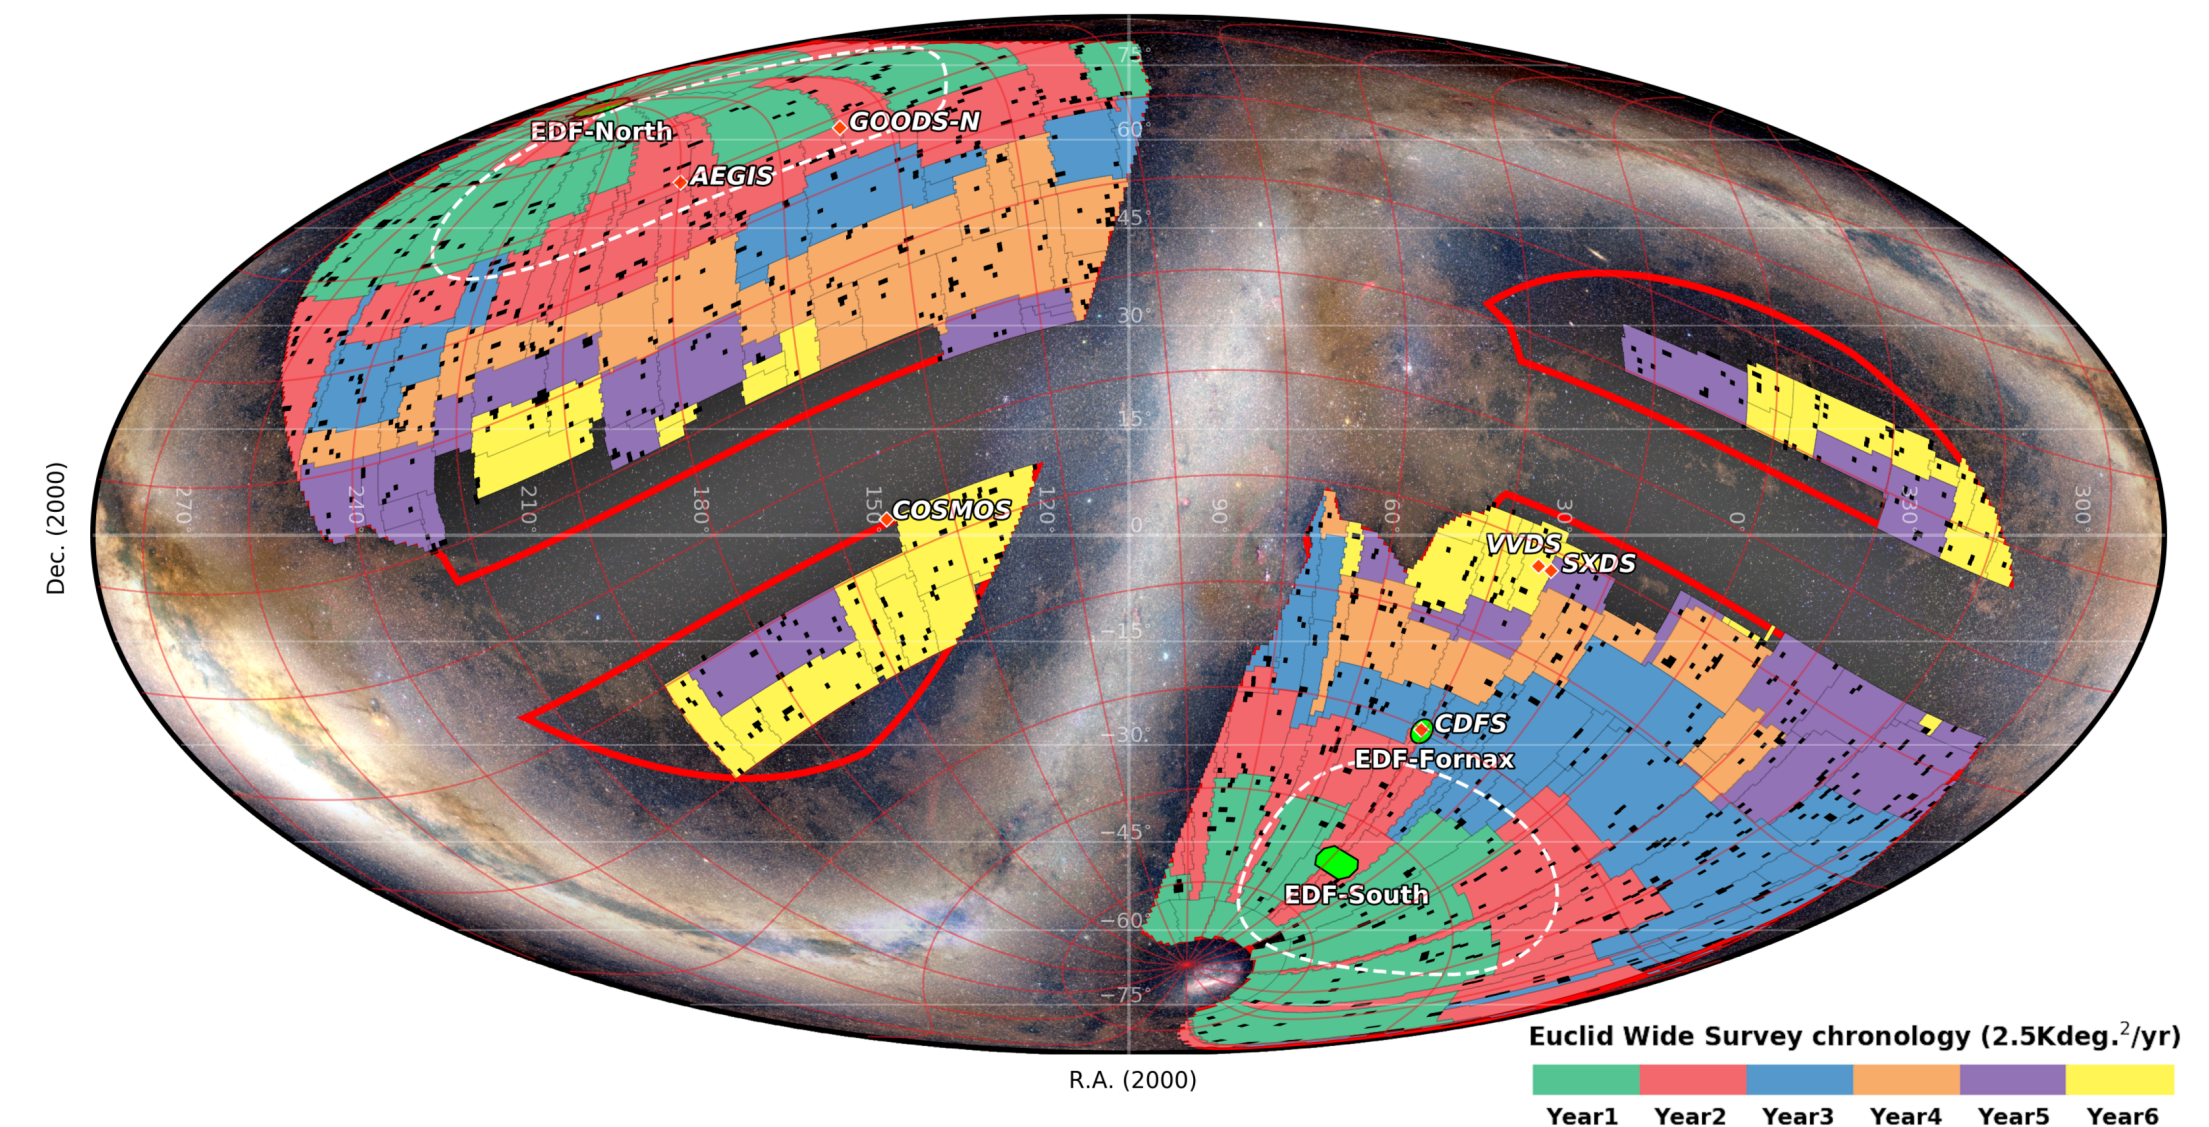 75°
GOODS-N
60°
EDF-North
AEGIS
45°
30°
15°
270°
240°
210°
180°
150°
120°
0°
90°
60°
30°
0°
330°
300°
COSMOS
Dec. (2000)
VVDS
SXDS
−15°
CDFS
−30°
EDF-Fornax
−45°
EDF-South
−60°
−75°
Euclid Wide Survey chronology (2.5Kdeg.²/yr)
R.A. (2000)
Year1 Year2 Year3 Year4 Year5 Year6